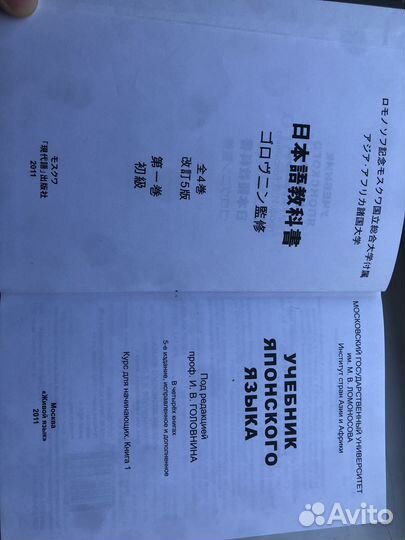 ロモノソフ記念モスクワ国立総合大学付属
アジア・アフリカ諸国大学
日本語教科書
ゴロヴニン監修
全4巻
改訂5版
第一巻
初級
モスクワ
「現代語」出版社
2011
МОСКОВСКИЙ ГОСУДАРСТВЕННЫЙ УНИВЕРСИТЕТ
им. М. В. ЛОМОНОСОВА
Институт стран Азии и Африки
УЧЕБНИК
ЯПОНСКОГО
ЯЗЫКА
Под редакцией
проф. И. В. ГОЛОВНИНА
В четырёх книгах
5-е издание, исправленное и дополненное
Курс для начинающих. Книга 1
Москва
«Живой язык»
2011
Avito